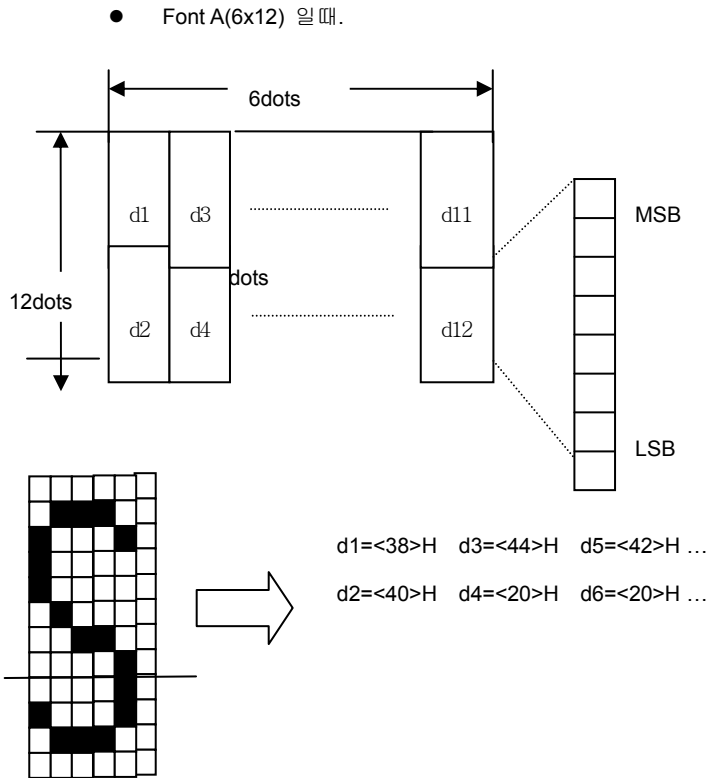 ● Font A(6x12) 일때.
6dots
d1 d3 d11
MSB
dots
12dots
d2 d4 d12
LSB
d1=<38>H d3=<44>H d5=<42>H ...
d2=<40>H d4=<20>H d6=<20>H ...